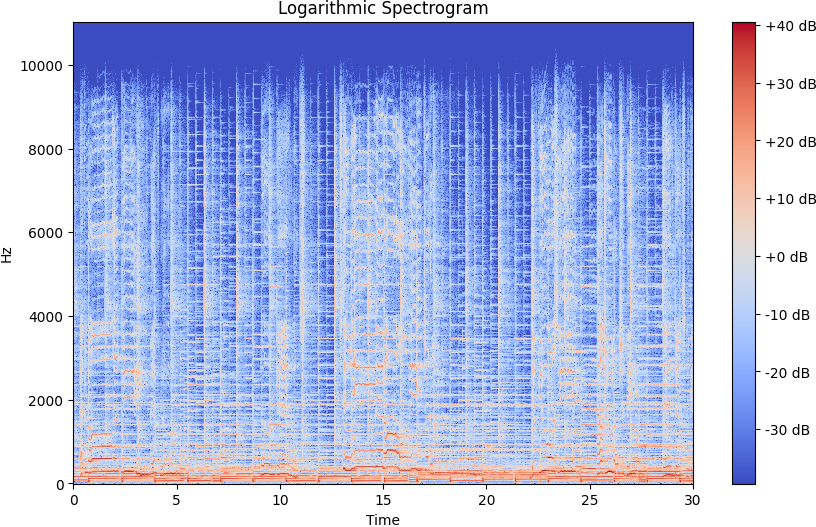 Logarithmic Spectrogram
Hz
10000
8000
6000
4000
2000
0
0 5 10 15 20 25 30
Time
+40 dB
+30 dB
+20 dB
+10 dB
+0 dB
-10 dB
-20 dB
-30 dB